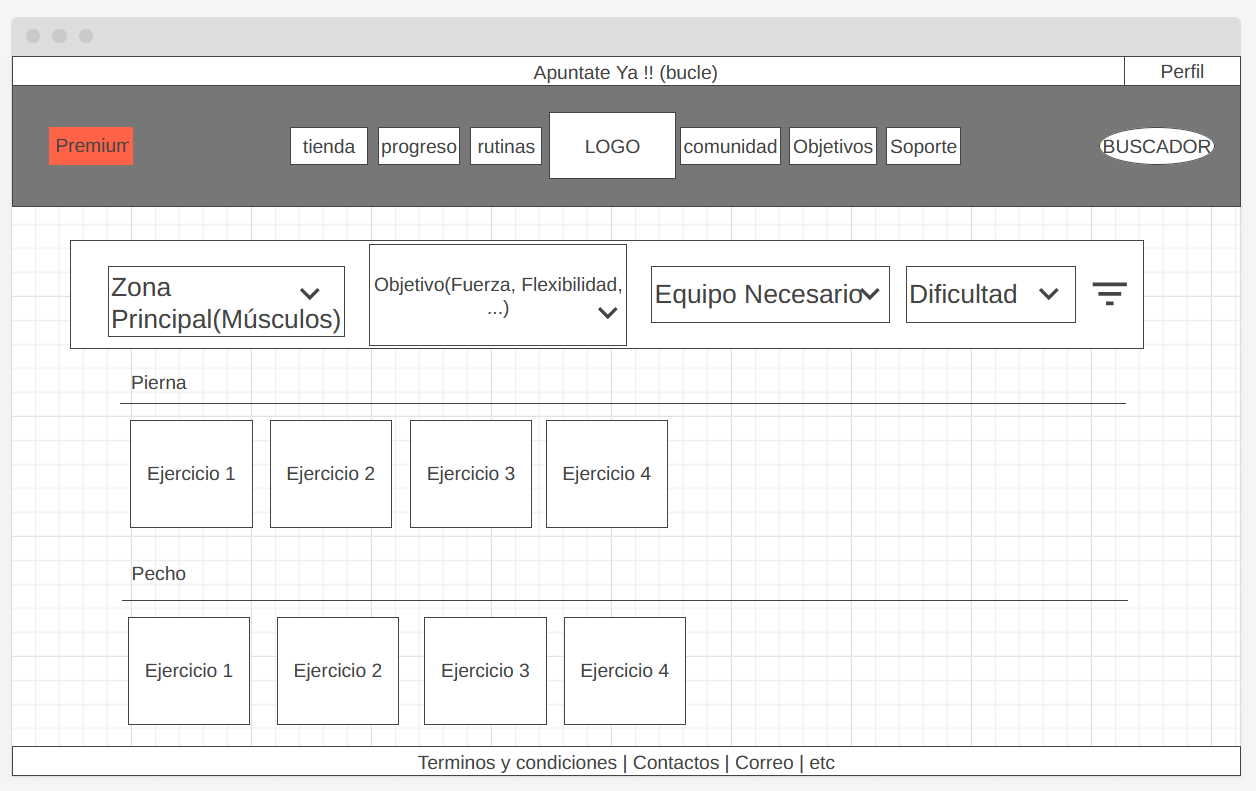 Apuntate Ya !! (bucle)
Perfil
Premium
tienda
progreso
rutinas
LOGO
comunidad
Objetivos
Soporte
BUSCADOR
Zona
Principal(Músculos)
Objetivo(Fuerza, Flexibilidad,
...)
Equipo Necesario
Dificultad
Pierna
Ejercicio 1
Ejercicio 2
Ejercicio 3
Ejercicio 4
Pecho
Ejercicio 1
Ejercicio 2
Ejercicio 3
Ejercicio 4
Terminos y condiciones | Contactos | Correo | etc